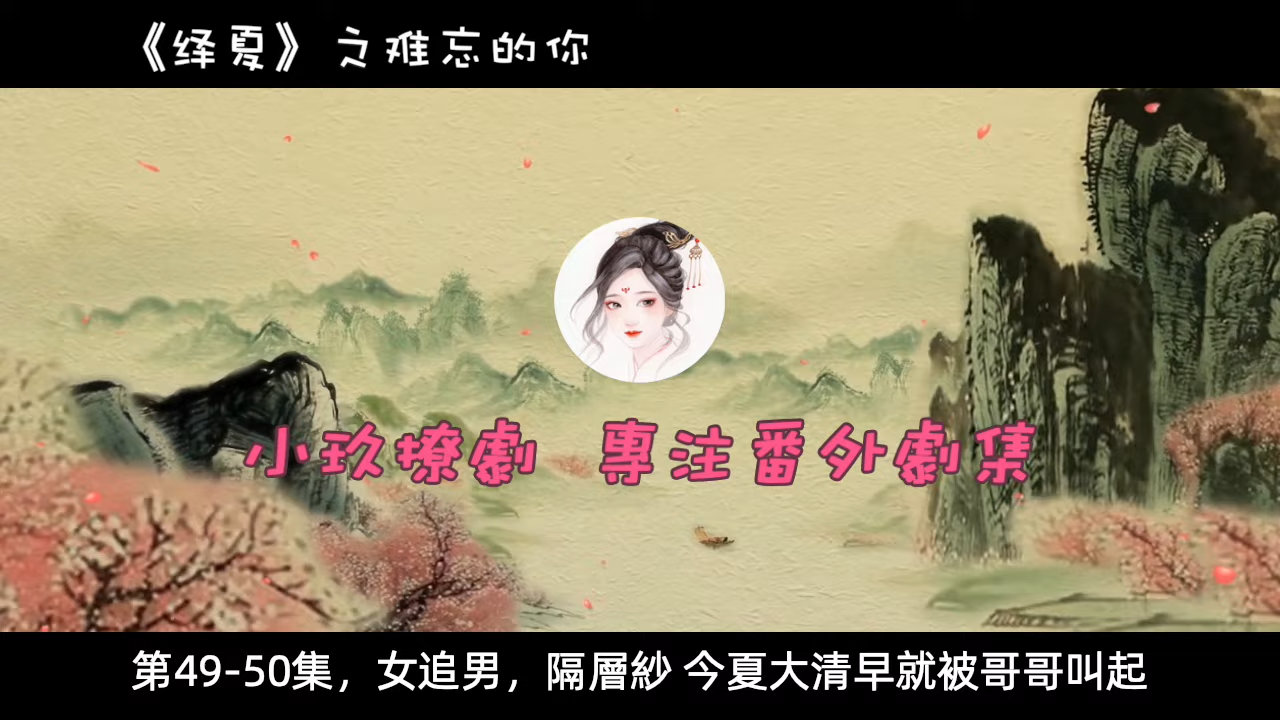 《绎夏》之难忘的你
小玖撩劇 專注番外劇集
第49-50集，女追男，隔層紗 今夏大清早就被哥哥叫起